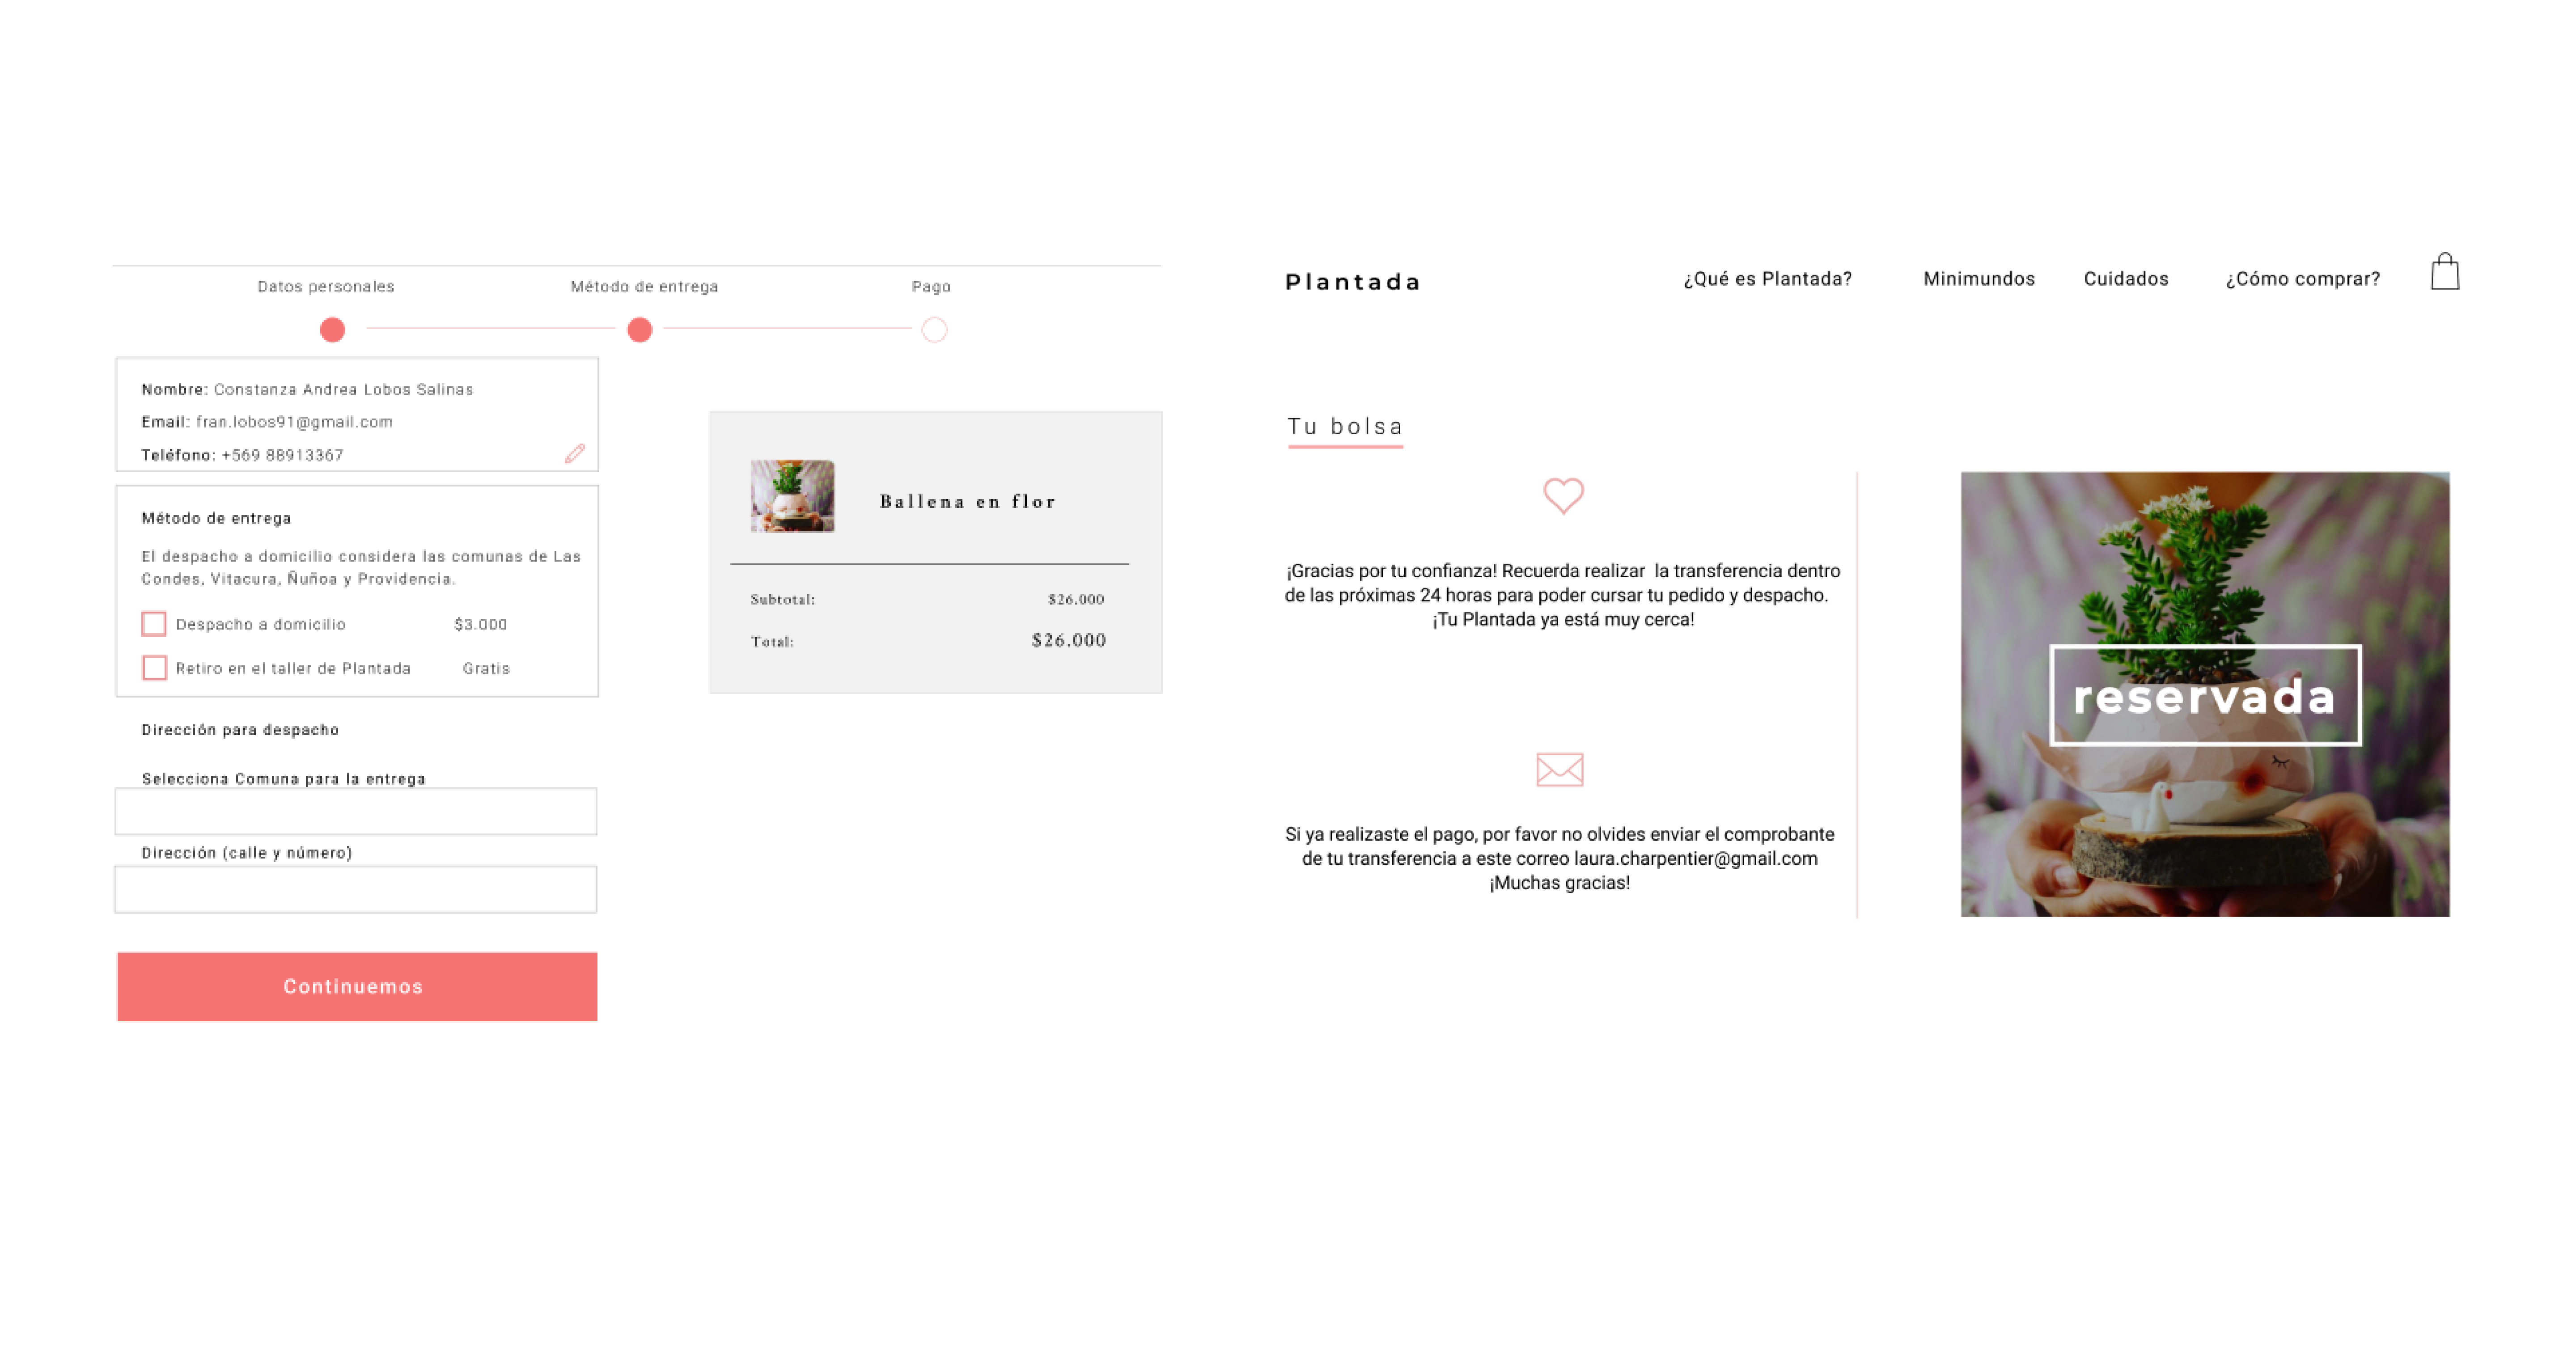 Datos personales
Método de entrega
Pago
Nombre: Constanza Andrea Lobos Salinas
Email: fran.lobos91@gmail.com
Teléfono: +569 88913367
Método de entrega
El despacho a domicilio considera las comunas de Las
Condes, Vitacura, Ñuñoa y Providencia.
Despacho a domicilio $3.000
Retiro en el taller de Plantada Gratis
Dirección para despacho
Selecciona Comuna para la entrega
Dirección (calle y número)
Continuemos
Ballena en flor
Subtotal: $26.000
Total: $26.000
Plantada
¿Qué es Plantada?
Minimundos
Cuidados
¿Cómo comprar?
Tu bolsa
¡Gracias por tu confianza! Recuerda realizar la transferencia dentro
de las próximas 24 horas para poder cursar tu pedido y despacho.
¡Tu Plantada ya está muy cerca!
Si ya realizaste el pago, por favor no olvides enviar el comprobante
de tu transferencia a este correo laura.charpentier@gmail.com
¡Muchas gracias!
reservada